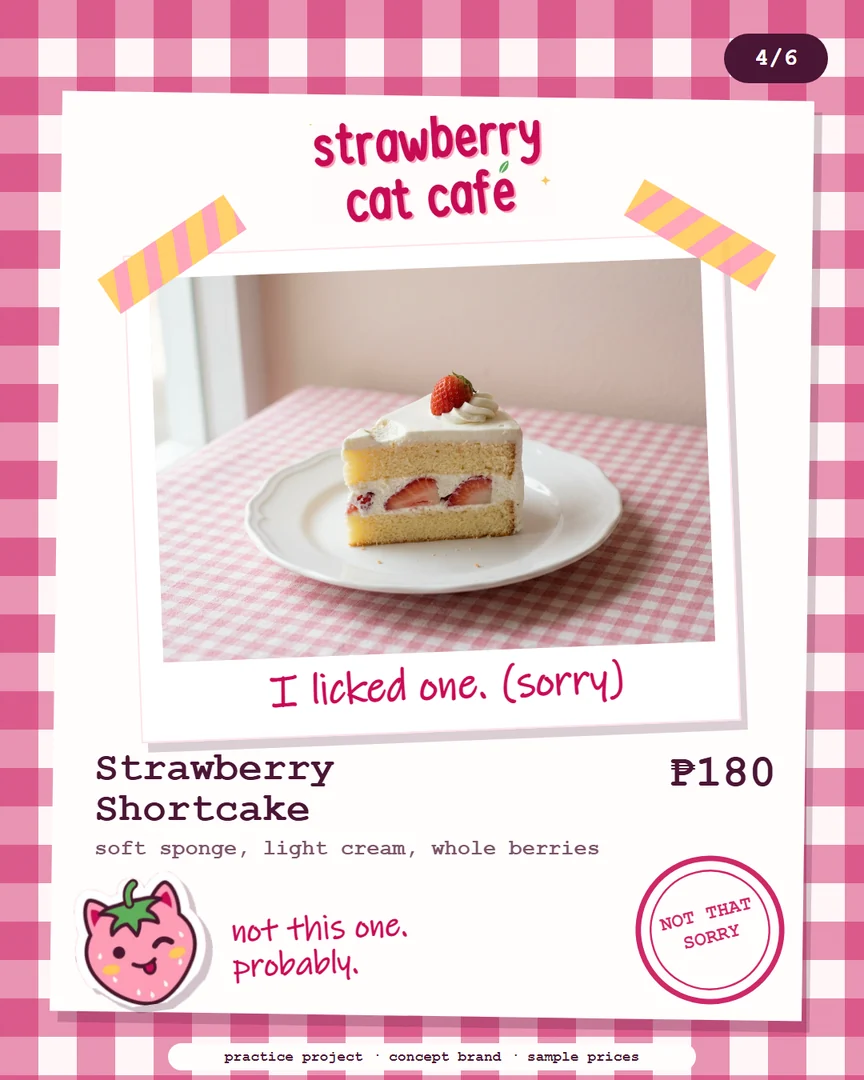 4/6
strawberry
cat café
I licked one. (sorry)
Strawberry
Shortcake
₱180
soft sponge, light cream, whole berries
not this one.
probably.
NOT THAT
SORRY
practice project · concept brand · sample prices